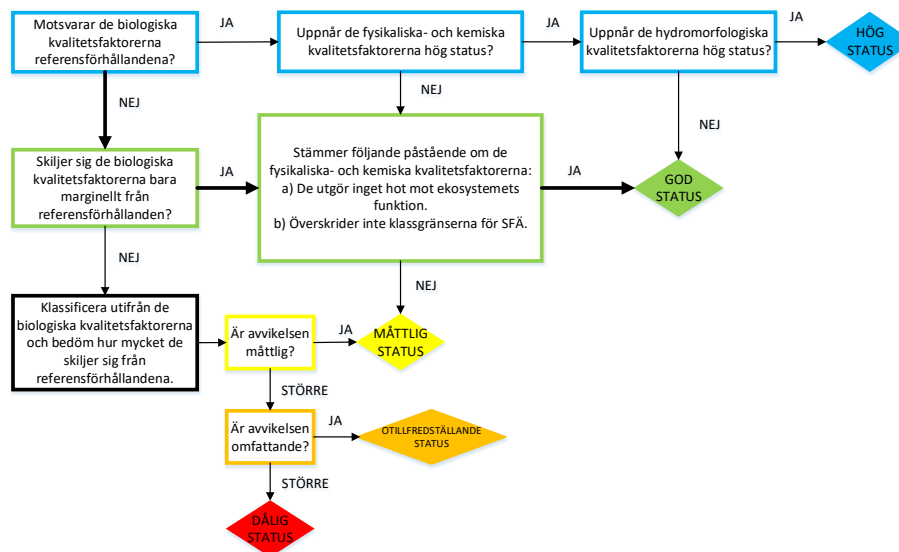 Motsvarar de biologiska
kvalitetsfaktorerna
referensförhållandena?
JA
Uppnår de fysikaliska- och kemiska
kvalitetsfaktorerna hög status?
JA
Uppnår de hydromorfologiska
kvalitetsfaktorerna hög status?
JA
HÖG
STATUS
NEJ
NEJ
NEJ
Skiljer sig de biologiska
kvalitetsfaktorerna bara
marginellt från
referensförhållanden?
JA
Stämmer följande påstående om de
fysikaliska- och kemiska kvalitetsfaktorerna:
a) De utgör inget hot mot ekosystemets
funktion.
b) Överskrider inte klassgränserna för SFÄ.
JA
GOD
STATUS
NEJ
NEJ
Klassificera utifrån de
biologiska kvalitetsfaktorerna
och bedöm hur mycket de
skiljer sig från
referensförhållandena.
Är avvikelsen
måttlig?
JA
MÅTTLIG
STATUS
STÖRRE
Är avvikelsen
omfattande?
JA
OTILLFREDSTÄLLANDE
STATUS
STÖRRE
DÅLIG
STATUS